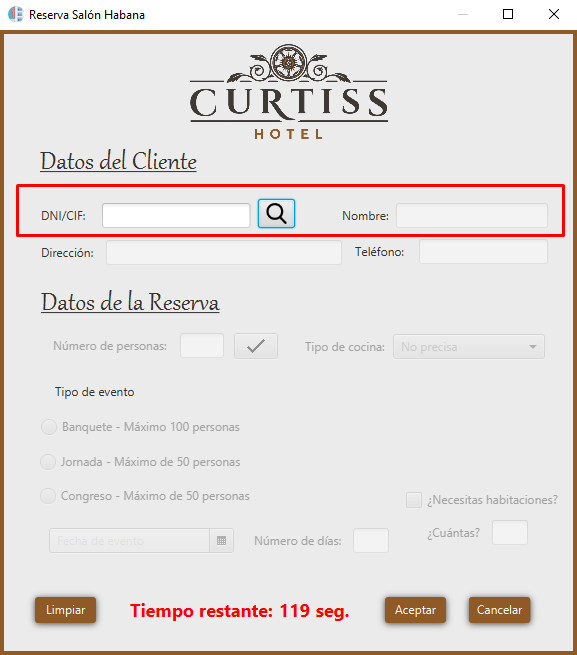 Reserva Salón Habana
CURTISS
HOTEL
Datos del Cliente
DNI/CIF: Nombre:
Dirección: Teléfono:
Datos de la Reserva
Número de personas: Tipo de cocina: No precisa
Tipo de evento
Banquete - Máximo 100 personas
Jornada - Máximo de 50 personas
Congreso - Máximo de 50 personas
¿Necesitas habitaciones?
Fecha de evento Número de días: ¿Cuántas?
Limpiar Tiempo restante: 119 seg. Aceptar Cancelar